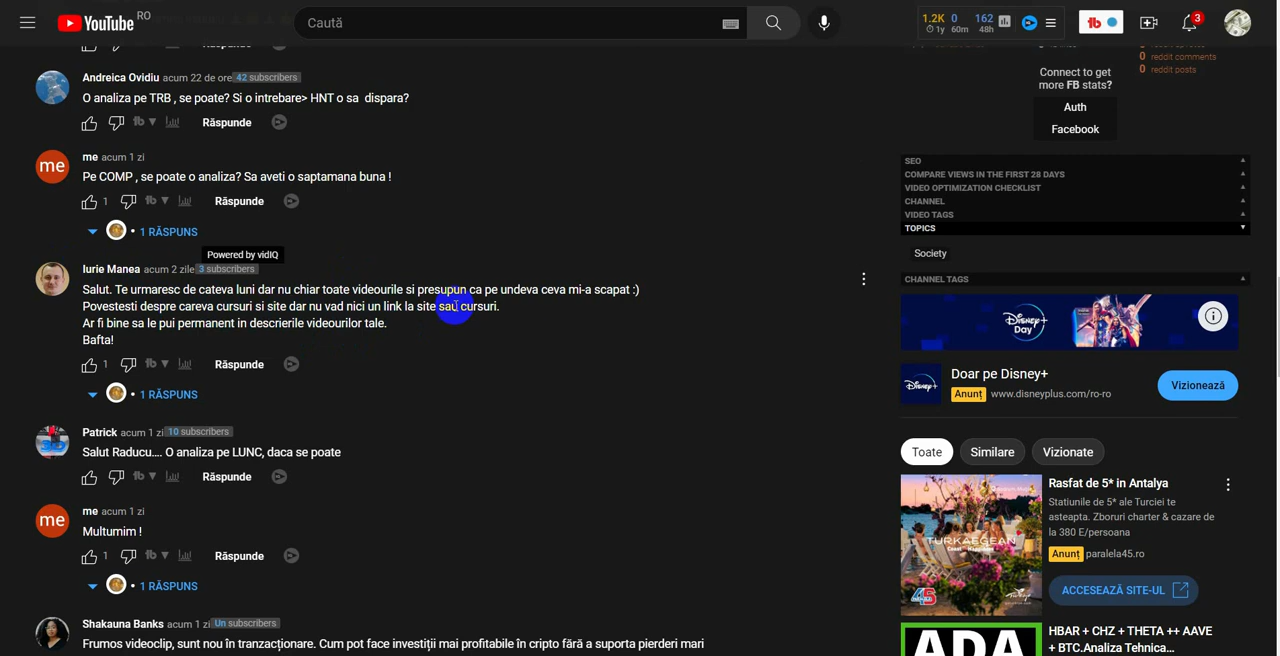 YouTube RO
Caută
1.2K 0 162
1y 60m 48h
3
Răspunde
reddit comments
0 reddit posts
Connect to get
more FB stats?
Auth
Facebook
Andreica Ovidiu acum 22 de ore 42 subscribers
O analiza pe TRB , se poate? Si o intrebare> HNT o sa dispara?
Răspunde
me
me acum 1 zi
Pe COMP , se poate o analiza? Sa aveti o saptamana buna !
1 Răspunde
1 RĂSPUNS
Powered by vidIQ
Iurie Manea acum 2 zile 3 subscribers
Salut. Te urmaresc de cateva luni dar nu chiar toate videourile si presupun ca pe undeva ceva mi-a scapat :)
Povestesti despre careva cursuri si site dar nu vad nici un link la site sau cursuri.
Ar fi bine sa le pui permanent in descrierile videourilor tale.
Bafta!
1 Răspunde
1 RĂSPUNS
Patrick acum 1 zi 10 subscribers
Salut Raducu.... O analiza pe LUNC, daca se poate
Răspunde
me
me acum 1 zi
Multumim !
1 Răspunde
1 RĂSPUNS
Shakauna Banks acum 1 zi Un subscribers
Frumos videoclip, sunt nou în tranzacționare. Cum pot face investiții mai profitabile în cripto fără a suporta pierderi mari
SEO
COMPARE VIEWS IN THE FIRST 28 DAYS
VIDEO OPTIMIZATION CHECKLIST
CHANNEL
VIDEO TAGS
TOPICS
Society
CHANNEL TAGS
Disney+
Day
Disney+
Doar pe Disney+
Anunț www.disneyplus.com/ro-ro
Vizionează
Toate Similare Vizionate
TURKAEGEAN
Coast of Happiness
45
Rasfat de 5* in Antalya
Statiunile de 5* ale Turciei te
asteapta. Zboruri charter & cazare de
la 380 E/persoana
Anunț paralela45.ro
ACCESEAZĂ SITE-UL
ADA
HBAR + CHZ + THETA ++ AAVE
+ BTC.Analiza Tehnica...